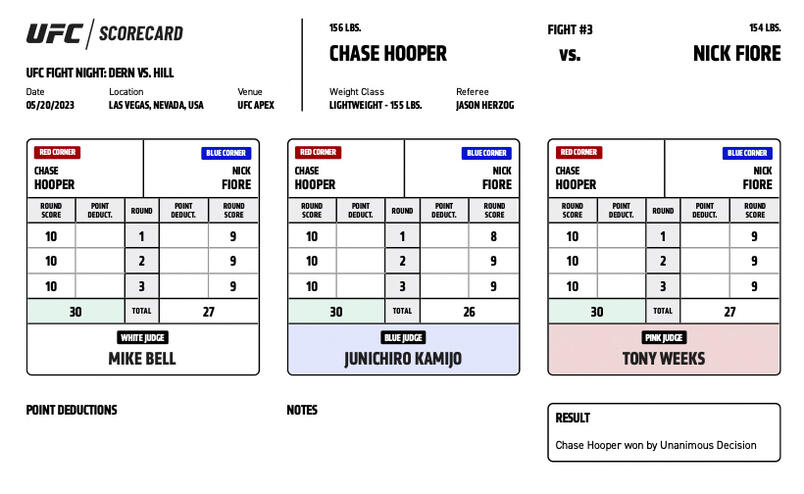 UFC SCORECARD
UFC FIGHT NIGHT: DERN VS. HILL
Date Location Venue
05/20/2023 LAS VEGAS, NEVADA, USA UFC APEX
156 LBS. FIGHT #3 154 LBS.
CHASE HOOPER vs. NICK FIORE
Weight Class Referee
LIGHTWEIGHT - 155 LBS. JASON HERZOG
RED CORNER BLUE CORNER
CHASE NICK
HOOPER FIORE
ROUND SCORE POINT DEDUCT. ROUND POINT DEDUCT. ROUND SCORE
10 1 9
10 2 9
10 3 9
30 TOTAL 27
WHITE JUDGE
MIKE BELL
RED CORNER BLUE CORNER
CHASE NICK
HOOPER FIORE
ROUND SCORE POINT DEDUCT. ROUND POINT DEDUCT. ROUND SCORE
10 1 8
10 2 9
10 3 9
30 TOTAL 26
BLUE JUDGE
JUNICHIRO KAMIJO
RED CORNER BLUE CORNER
CHASE NICK
HOOPER FIORE
ROUND SCORE POINT DEDUCT. ROUND POINT DEDUCT. ROUND SCORE
10 1 9
10 2 9
10 3 9
30 TOTAL 27
PINK JUDGE
TONY WEEKS
POINT DEDUCTIONS
NOTES
RESULT
Chase Hooper won by Unanimous Decision